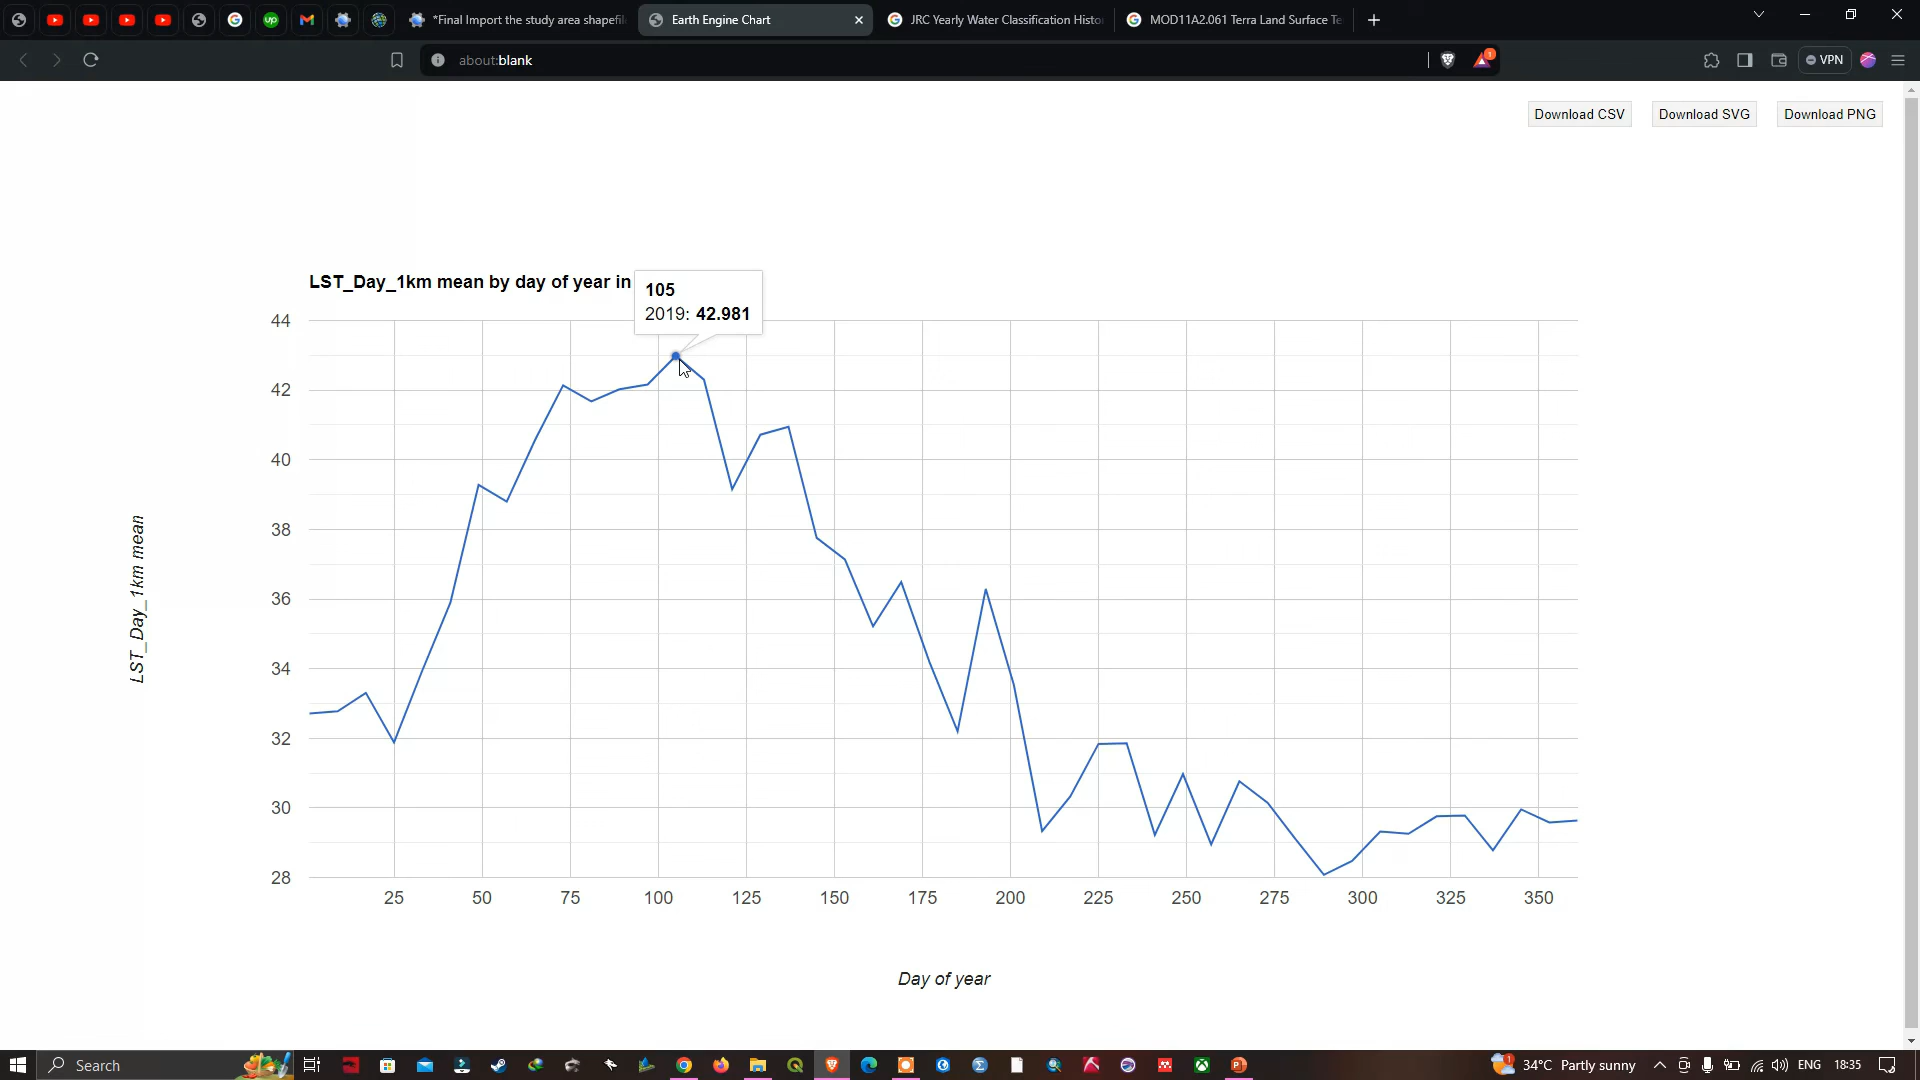 *Final Import the study area shapefil
Earth Engine Chart
JRC Yearly Water Classification Histo
MOD11A2.061 Terra Land Surface Te
about:blank
1
VPN
Download CSV
Download SVG
Download PNG
LST_Day_1km mean by day of year in
105
2019: 42.981
44
42
40
38
36
34
32
30
28
LST_Day_1km mean
25 50 75 100 125 150 175 200 225 250 275 300 325 350
Day of year
Search
1
34°C Partly sunny
ENG
18:35